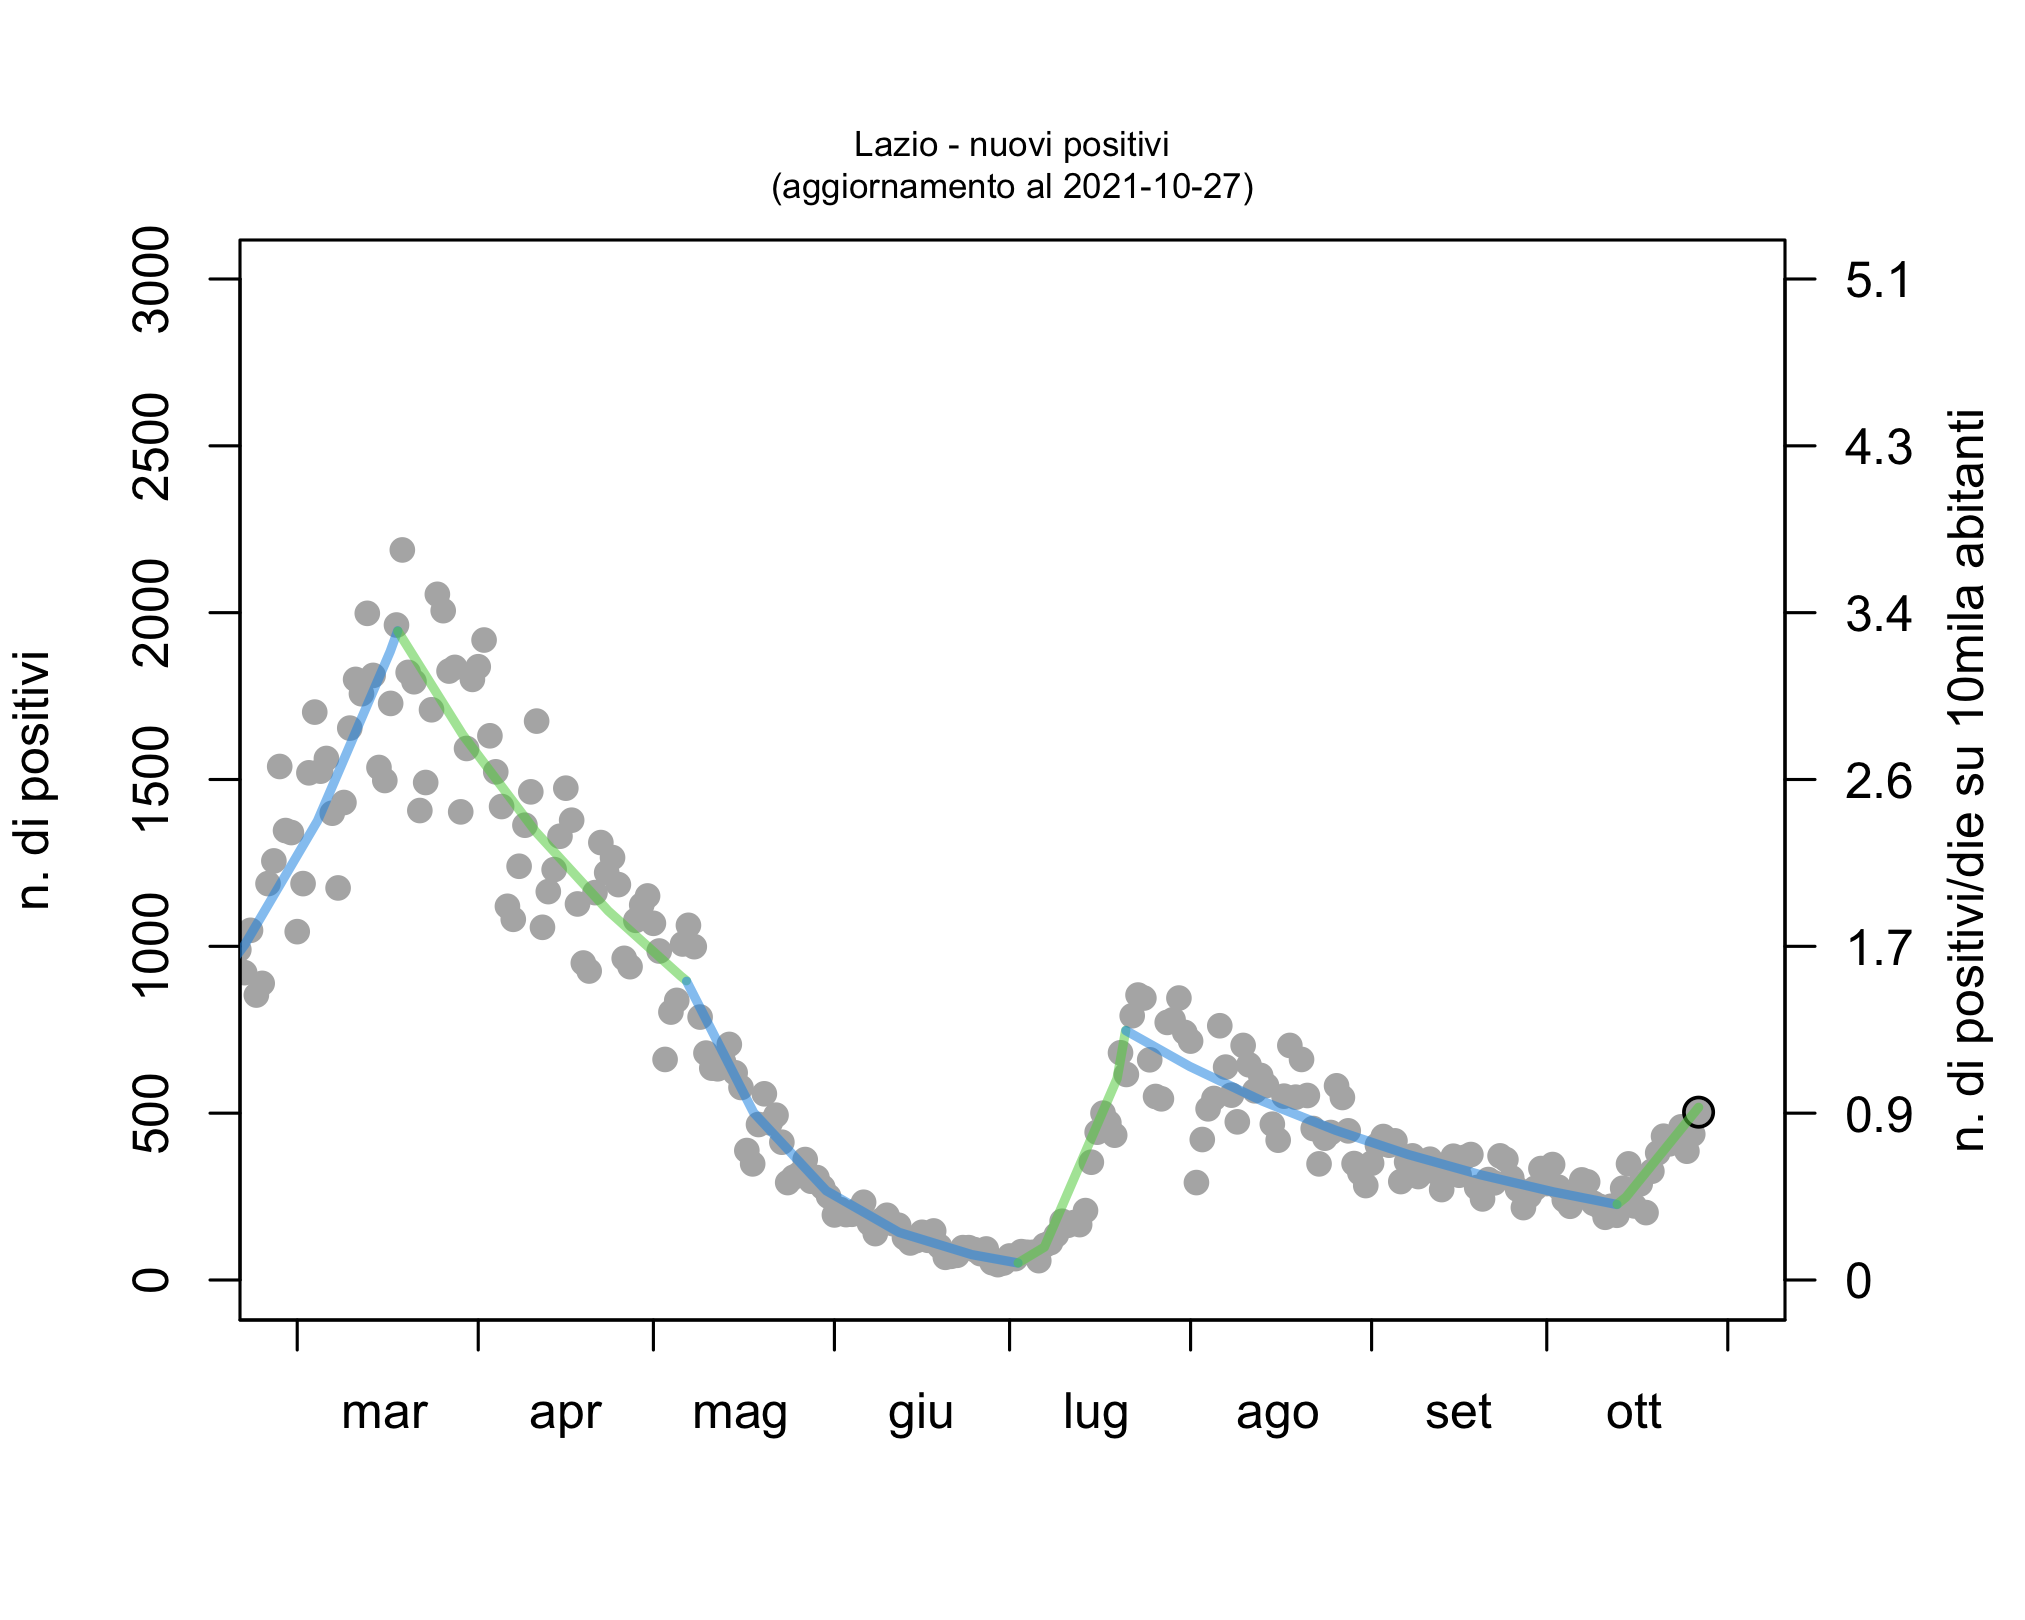 Lazio - nuovi positivi
(aggiornamento al 2021-10-27)
n. di positivi
3000
2500
2000
1500
1000
500
0
5.1
4.3
3.4
2.6
1.7
0.9
0
n. di positivi/die su 10mila abitanti
mar apr mag giu lug ago set ott